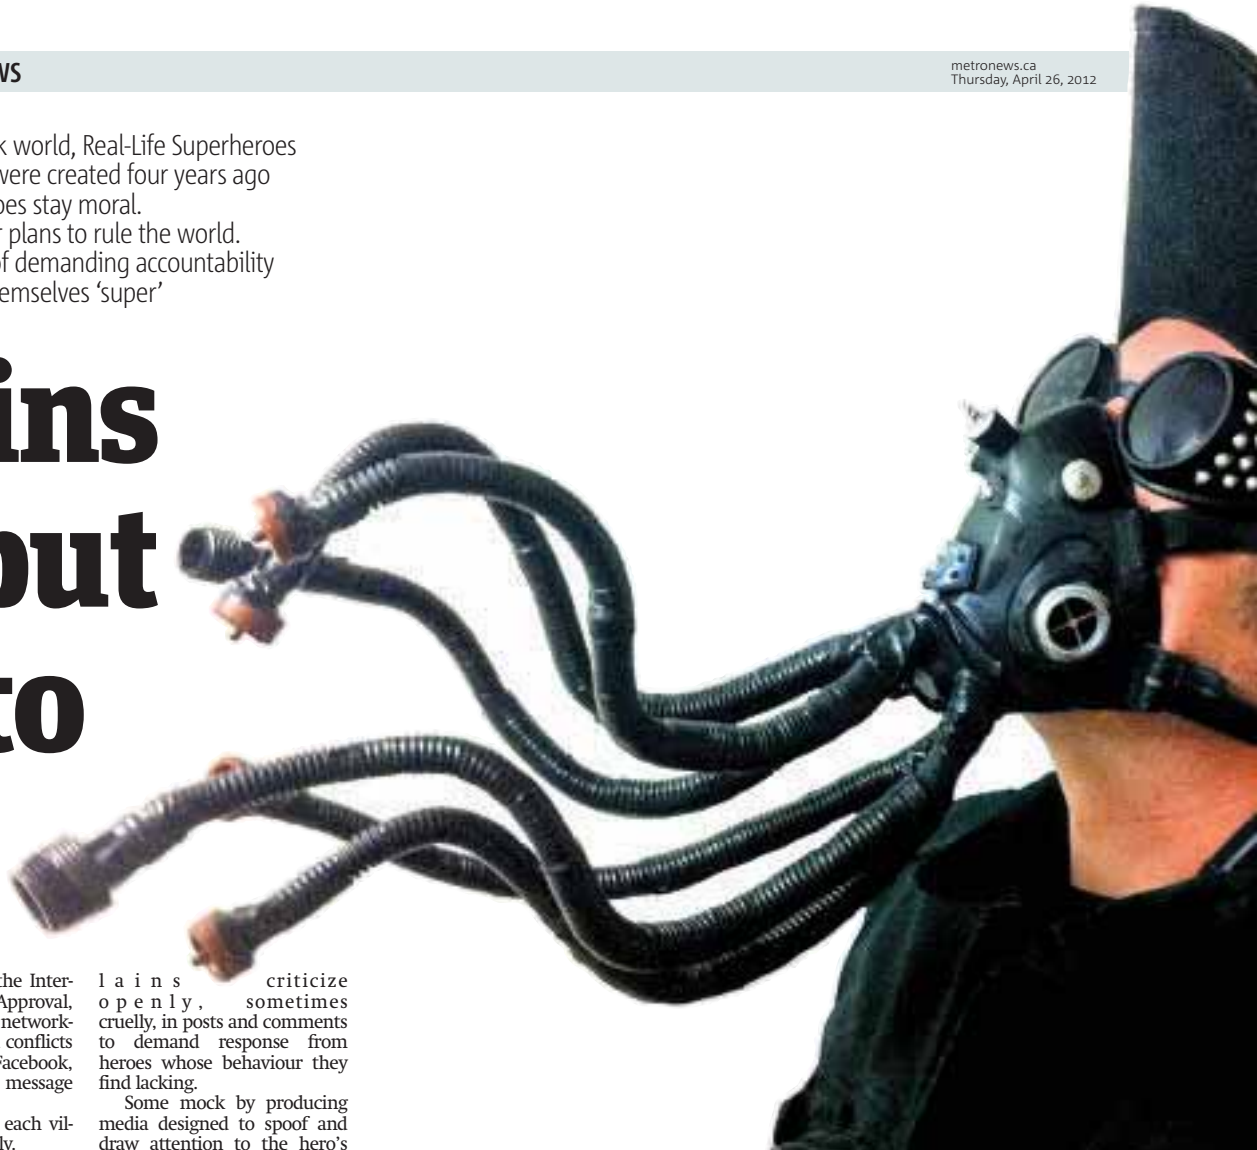 WS
metronews.ca
Thursday, April 26, 2012
k world, Real-Life Superheroes
were created four years ago
oes stay moral.
r plans to rule the world.
of demanding accountability
emselves ‘super’
ins
out
to
the Inter-
Approval,
network-
conflicts
Facebook,
message
each vil-
ly.
lains criticize
openly, sometimes
cruelly, in posts and comments
to demand response from
heroes whose behaviour they
find lacking.
Some mock by producing
media designed to spoof and
draw attention to the hero’s